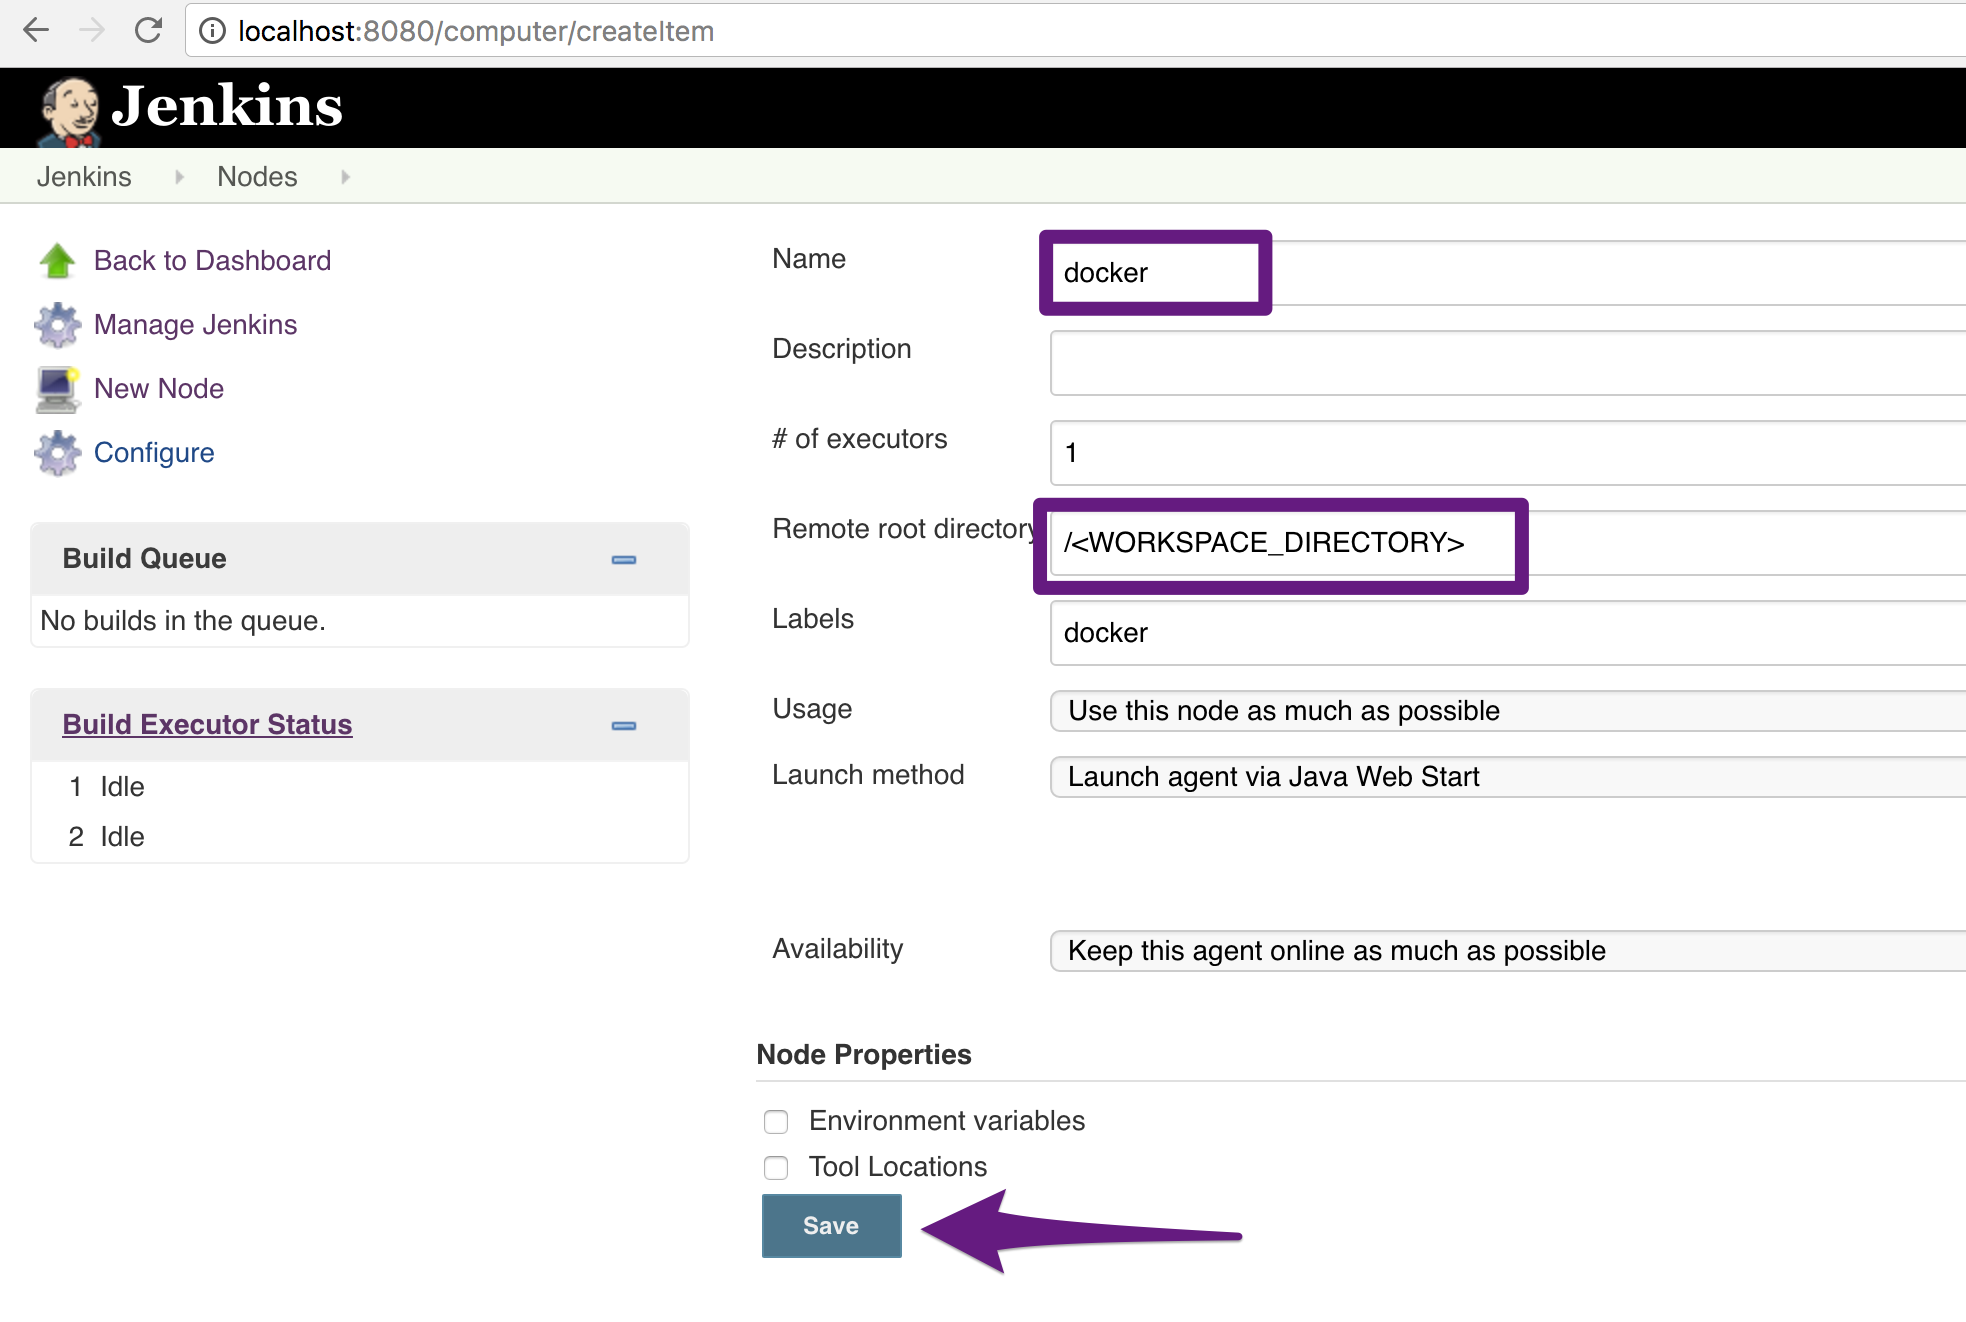 localhost:8080/computer/createItem
Jenkins
Jenkins Nodes
Back to Dashboard
Manage Jenkins
New Node
Configure
Build Queue
No builds in the queue.
Build Executor Status
1 Idle
2 Idle
Name docker
Description
# of executors 1
Remote root directory /<WORKSPACE_DIRECTORY>
Labels docker
Usage Use this node as much as possible
Launch method Launch agent via Java Web Start
Availability Keep this agent online as much as possible
Node Properties
Environment variables
Tool Locations
Save